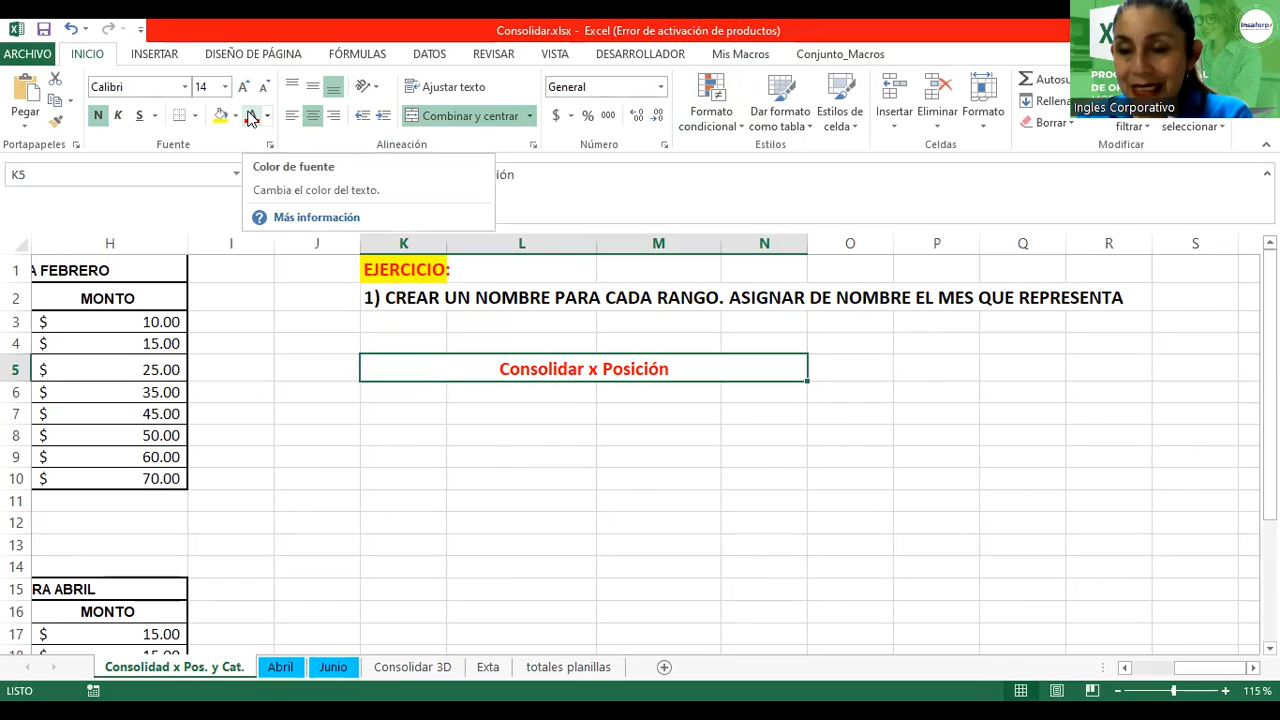 Consolidar.xlsx - Excel (Error de activación de productos)
ARCHIVO INICIO INSERTAR DISEÑO DE PÁGINA FÓRMULAS DATOS REVISAR VISTA DESARROLLADOR Mis Macros Conjunto_Macros
Insaforp
Ingles Corporativo
Pegar
Calibri 14
N K S
Ajustar texto
Combinar y centrar
General
$ % 000
Formato condicional
Dar formato como tabla
Estilos de celda
Insertar Eliminar Formato
Autosu
Rellena
Borrar
filtrar seleccionar
Portapapeles Fuente Alineación Número Estilos Celdas Modificar
K5
Color de fuente
Cambia el color del texto.
Más información
H I J K L M N O P Q R S
1 A FEBRERO EJERCICIO:
2 MONTO 1) CREAR UN NOMBRE PARA CADA RANGO. ASIGNAR DE NOMBRE EL MES QUE REPRESENTA
3 $ 10.00
4 $ 15.00
5 $ 25.00 Consolidar x Posición
6 $ 35.00
7 $ 45.00
8 $ 50.00
9 $ 60.00
10 $ 70.00
11
12
13
14
15 RA ABRIL
16 MONTO
17 $ 15.00
Consolidad x Pos. y Cat. Abril Junio Consolidar 3D Exta totales planillas
LISTO 115 %